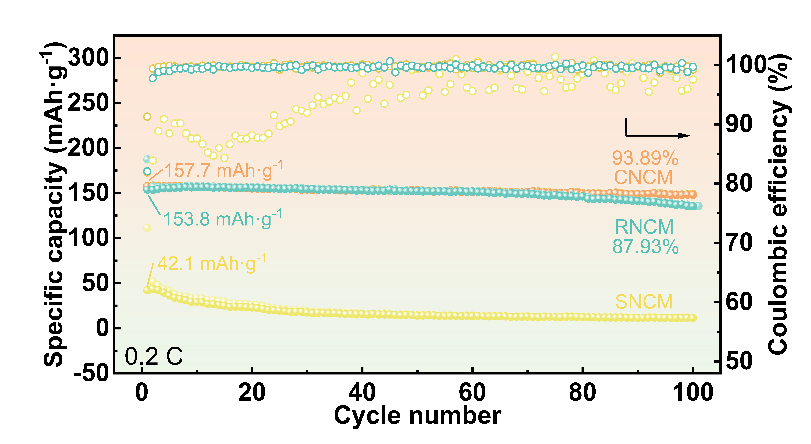 Specific capacity (mAh·g⁻¹)
300
250
200
150
100
50
0
-50
157.7 mAh·g⁻¹
153.8 mAh·g⁻¹
42.1 mAh·g⁻¹
0.2 C
93.89%
CNCM
RNCM
87.93%
SNCM
100
90
80
70
60
50
Coulombic efficiency (%)
0 20 40 60 80 100
Cycle number